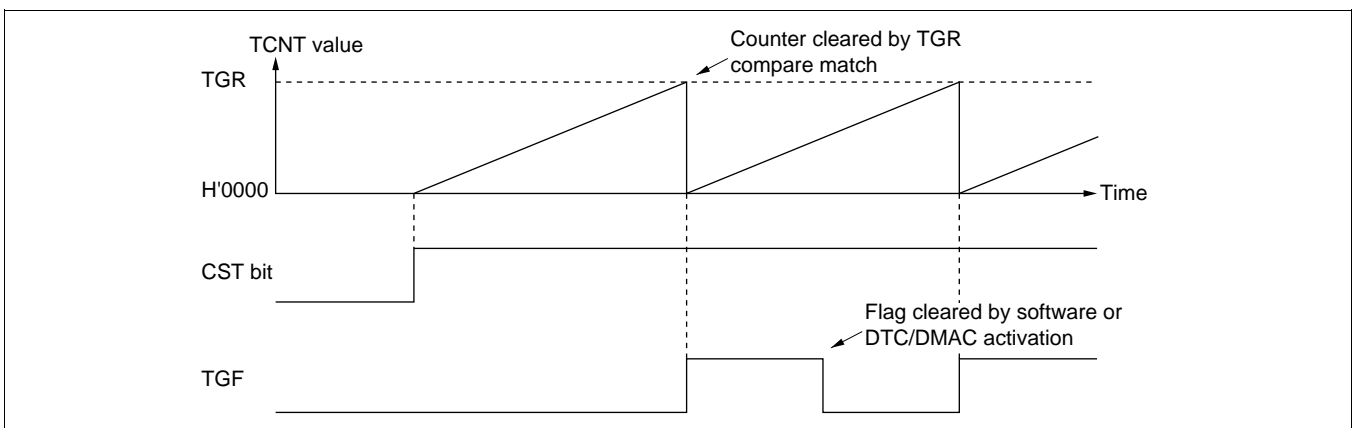 TCNT value
Counter cleared by TGR
compare match
TGR
H'0000
Time
CST bit
Flag cleared by software or
DTC/DMAC activation
TGF